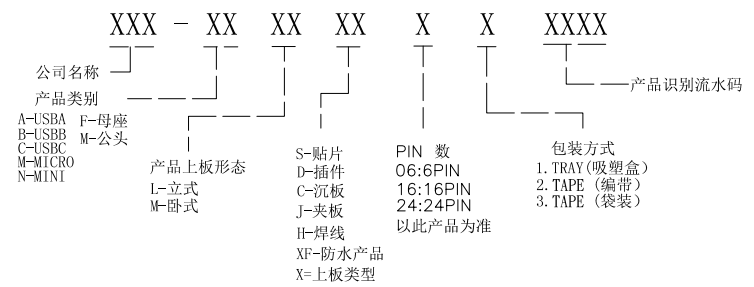 XXX-XX XX XX X X XXXX
公司名称
产品识别流水码
产品类别
A-USBA F-母座
B-USBB M-公头
C-USBC
M-MICRO
N-MINI
产品上板形态
L-立式
M-卧式
S-贴片
D-插件
C-沉板
J-夹板
H-焊线
XF-防水产品
X=上板类型
PIN 数
06:6PIN
16:16PIN
24:24PIN
以此产品为准
包装方式
1.TRAY(吸塑盒)
2.TAPE (编带)
3.TAPE (袋装)